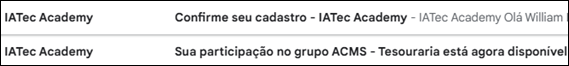 IATec Academy Confirme seu cadastro - IATec Academy - IATec Academy Olá William
IATec Academy Sua participação no grupo ACMS - Tesouraria está agora disponível